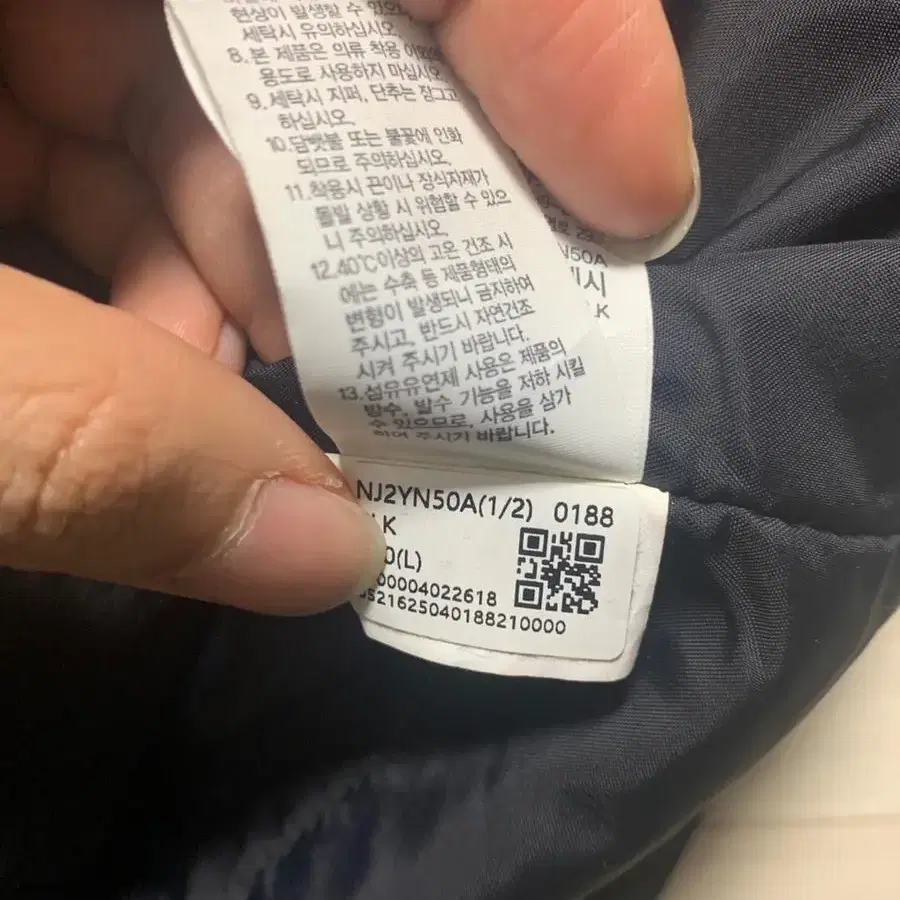 현상이 발생할 수 있
세탁시 유의하십시오.
8. 본 제품은 의류 착용 이외의
용도로 사용하지 마십시오.
9. 세탁시 지퍼, 단추는 잠그고
하십시오.
10. 담뱃불 또는 불꽃에 인화
되므로 주의하십시오.
11. 착용시 끈이나 장식자재가
돌발 상황 시 위험할 수 있으
니 주의하십시오.
12. 40℃이상의 고온 건조 시
에는 수축 등 제품형태의
변형이 발생되니 금지하여
주시고, 반드시 자연건조
시켜 주시기 바랍니다.
13. 섬유유연제 사용은 제품의
방수, 발수 기능을 저하 시킬
수 있으므로, 사용을 삼가
하여 주시기 바랍니다.
N50A
시
LK
NJ2YN50A(1/2) 0188
LK
0(L)
00004022618
S21625040188210000